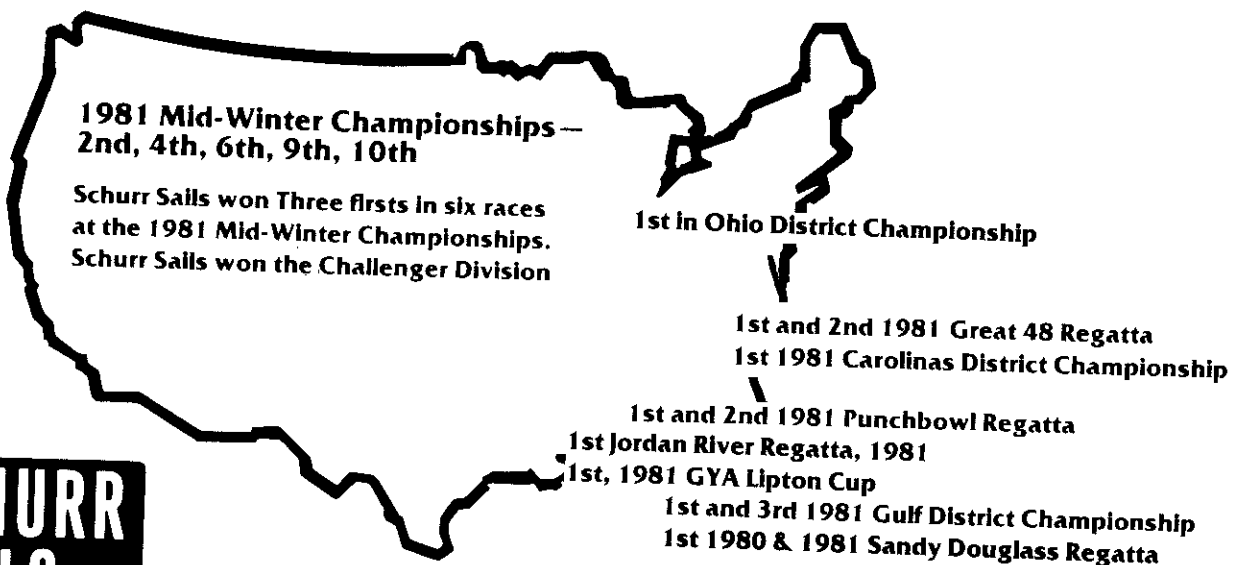 1981 Mid-Winter Championships—
2nd, 4th, 6th, 9th, 10th
Schurr Sails won Three firsts in six races
at the 1981 Mid-Winter Championships.
Schurr Sails won the Challenger Division
1st in Ohio District Championship
1st and 2nd 1981 Great 48 Regatta
1st 1981 Carolinas District Championship
1st and 2nd 1981 Punchbowl Regatta
1st Jordan River Regatta, 1981
1st, 1981 GYA Lipton Cup
1st and 3rd 1981 Gulf District Championship
1st 1980 & 1981 Sandy Douglass Regatta